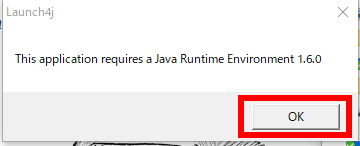 Launch4j
This application requires a Java Runtime Environment 1.6.0
OK